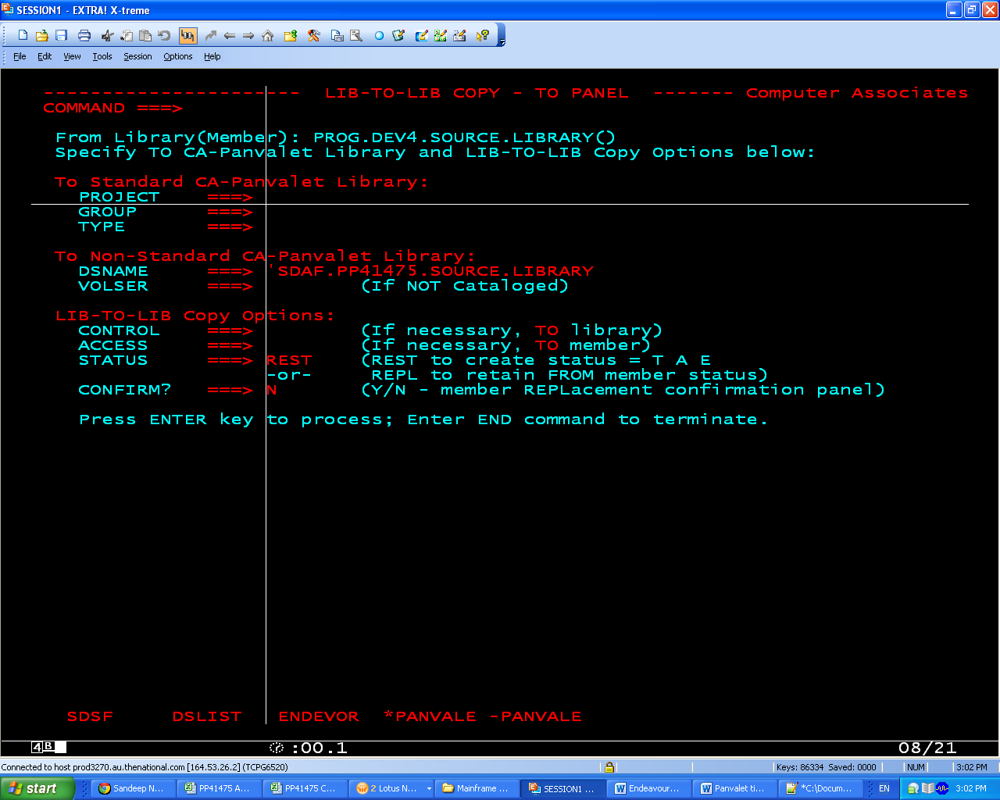 SESSION1 - EXTRA! X-treme
File Edit View Tools Session Options Help
---------------------- LIB-TO-LIB COPY - TO PANEL ------- Computer Associates
COMMAND ===>
From Library(Member): PROG.DEV4.SOURCE.LIBRARY()
Specify TO CA-Panvalet Library and LIB-TO-LIB Copy Options below:
To Standard CA-Panvalet Library:
PROJECT ===>
GROUP ===>
TYPE ===>
To Non-Standard CA-Panvalet Library:
DSNAME ===> 'SDAF.PP41475.SOURCE.LIBRARY
VOLSER ===> (If NOT Cataloged)
LIB-TO-LIB Copy Options:
CONTROL ===> (If necessary, TO library)
ACCESS ===> (If necessary, TO member)
STATUS ===> REST (REST to create status = T A E
-or- REPL to retain FROM member status)
CONFIRM? ===> N (Y/N - member REPLacement confirmation panel)
Press ENTER key to process; Enter END command to terminate.
SDSF DSLIST ENDEVOR *PANVALE -PANVALE
4B :00.1 08/21
Connected to host prod3270.au.thenational.com [164.53.26.2] (TCPG6520) Keys: 86334 Saved: 0000 NUM 3:02 PM
start Sandeep N... PP41475 A... PP41475 C... 2 Lotus N... Mainframe ... SESSION1 ... Endeavour... Panvalet ti... *C:\Docum... EN 3:02 PM